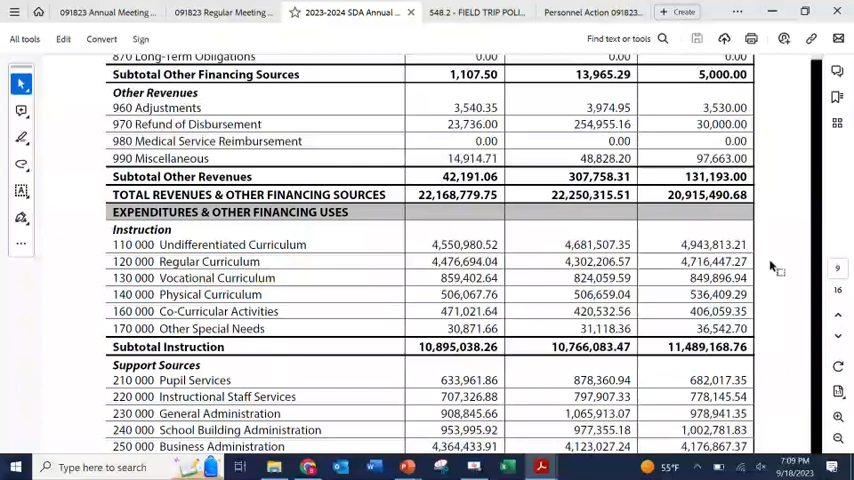 091823 Annual Meeting ...
091823 Regular Meeting ...
2023-2024 SDA Annual ...
548.2 - FIELD TRIP POLI...
Personnel Action 091823...
Create
All tools
Edit
Convert
Sign
Find text or tools
870 Long-Term Obligations 0.00 0.00 0.00
Subtotal Other Financing Sources 1,107.50 13,965.29 5,000.00
Other Revenues
960 Adjustments 3,540.35 3,974.95 3,530.00
970 Refund of Disbursement 23,736.00 254,955.16 30,000.00
980 Medical Service Reimbursement 0.00 0.00 0.00
990 Miscellaneous 14,914.71 48,828.20 97,663.00
Subtotal Other Revenues 42,191.06 307,758.31 131,193.00
TOTAL REVENUES & OTHER FINANCING SOURCES 22,168,779.75 22,250,315.51 20,915,490.68
EXPENDITURES & OTHER FINANCING USES
Instruction
110 000 Undifferentiated Curriculum 4,550,980.52 4,681,507.35 4,943,813.21
120 000 Regular Curriculum 4,476,694.04 4,302,206.57 4,716,447.27
130 000 Vocational Curriculum 859,402.64 824,059.59 849,896.94
140 000 Physical Curriculum 506,067.76 506,659.04 536,409.29
160 000 Co-Curricular Activities 471,021.64 420,532.56 406,059.35
170 000 Other Special Needs 30,871.66 31,118.36 36,542.70
Subtotal Instruction 10,895,038.26 10,766,083.47 11,489,168.76
Support Sources
210 000 Pupil Services 633,961.86 878,360.94 682,017.35
220 000 Instructional Staff Services 707,326.88 797,907.33 778,145.54
230 000 General Administration 908,845.66 1,065,913.07 978,941.35
240 000 School Building Administration 953,995.92 977,355.18 1,002,781.83
250 000 Business Administration 4,364,433.91 4,123,027.24 4,176,867.37
9
16
Type here to search
55°F
7:09 PM
9/18/2023